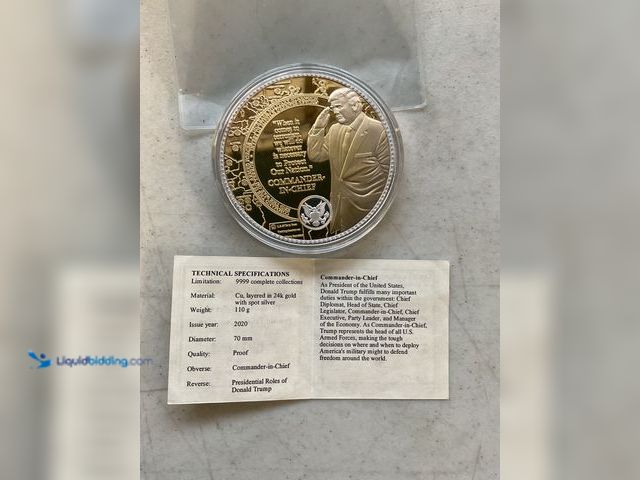 "When it
comes to
we will do
whatever
is necessary
to Protect
Our Nation."
COMMANDER-
IN-CHIEF
TECHNICAL SPECIFICATIONS
Limitation: 9999 complete collections
Material: Cu, layered in 24k gold
with spot silver
Weight: 110 g
Issue year: 2020
Diameter: 70 mm
Quality: Proof
Obverse: Commander-in-Chief
Reverse: Presidential Roles of
Donald Trump
Commander-in-Chief
As President of the United States,
Donald Trump fulfills many important
duties within the government: Chief
Diplomat, Head of State, Chief
Legislator, Commander-in-Chief, Chief
Executive, Party Leader, and Manager
of the Economy. As Commander-in-Chief,
Trump represents the head of all U.S.
Armed Forces, making the tough
decisions on where and when to deploy
America's military might to defend
freedom around the world.
Liquidbidding.com